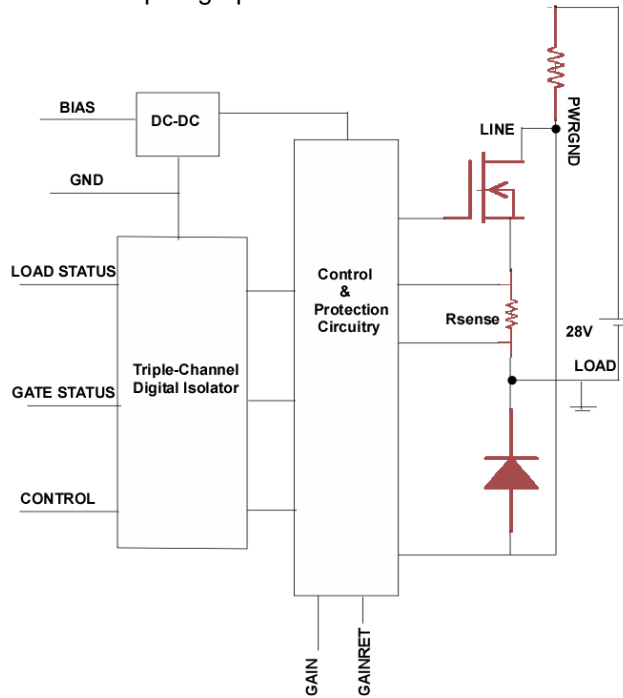 BIAS
DC-DC
LINE
PWRGND
GND
LOAD STATUS
Control
&
Protection
Circuitry
Rsense
28V
LOAD
Triple-Channel
Digital Isolator
GATE STATUS
CONTROL
GAIN
GAINRET